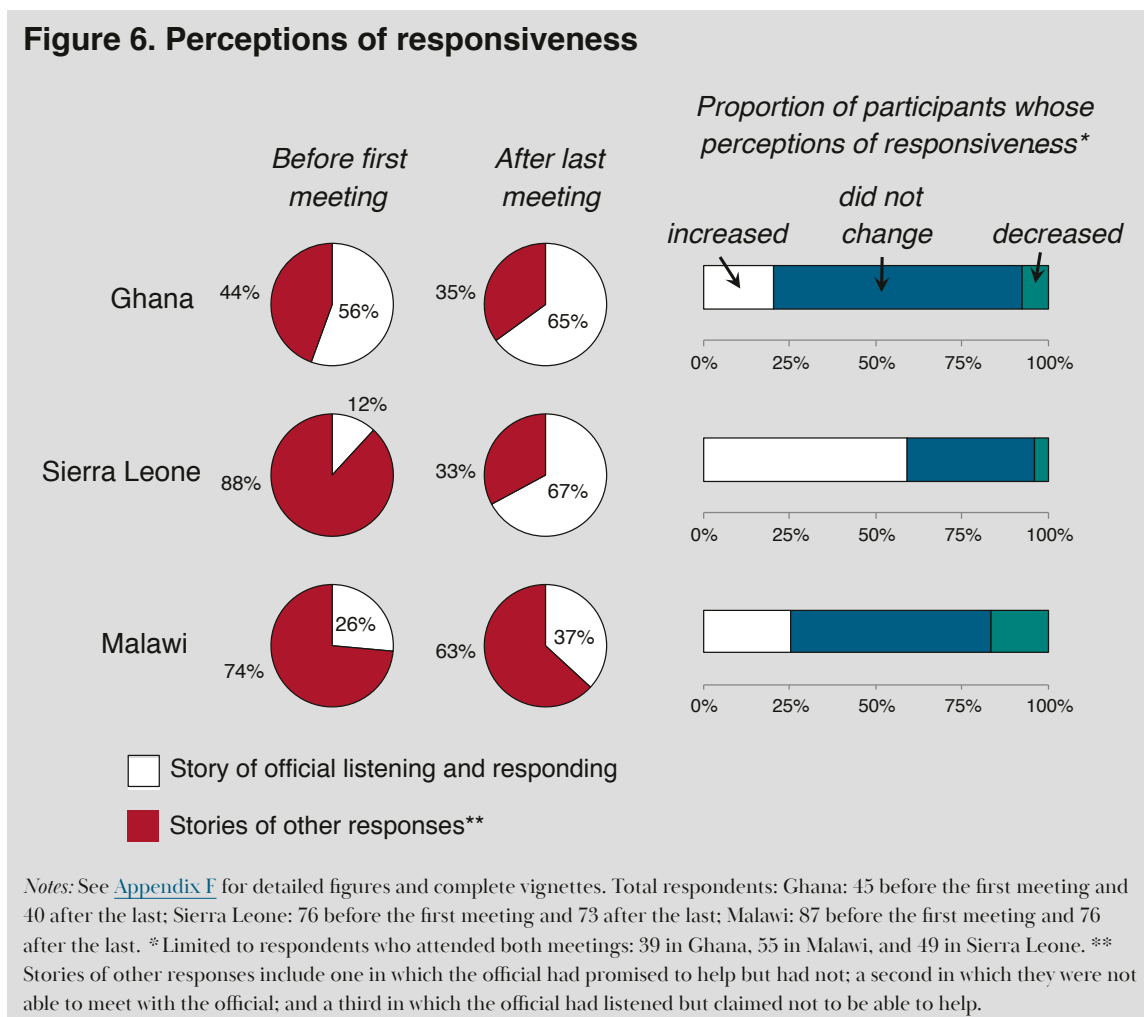 Figure 6. Perceptions of responsiveness
Proportion of participants whose
perceptions of responsiveness*
Before first
meeting
After last
meeting
increased
did not
change
decreased
Ghana
44%
56%
35%
65%
0%
25%
50%
75%
100%
Sierra Leone
12%
88%
33%
67%
0%
25%
50%
75%
100%
Malawi
26%
74%
37%
63%
0%
25%
50%
75%
100%
Story of official listening and responding
Stories of other responses**
Notes: See Appendix F for detailed figures and complete vignettes. Total respondents: Ghana: 45 before the first meeting and
40 after the last; Sierra Leone: 76 before the first meeting and 73 after the last; Malawi: 87 before the first meeting and 76
after the last. *Limited to respondents who attended both meetings: 39 in Ghana, 55 in Malawi, and 49 in Sierra Leone. **
Stories of other responses include one in which the official had promised to help but had not; a second in which they were not
able to meet with the official; and a third in which the official had listened but claimed not to be able to help.